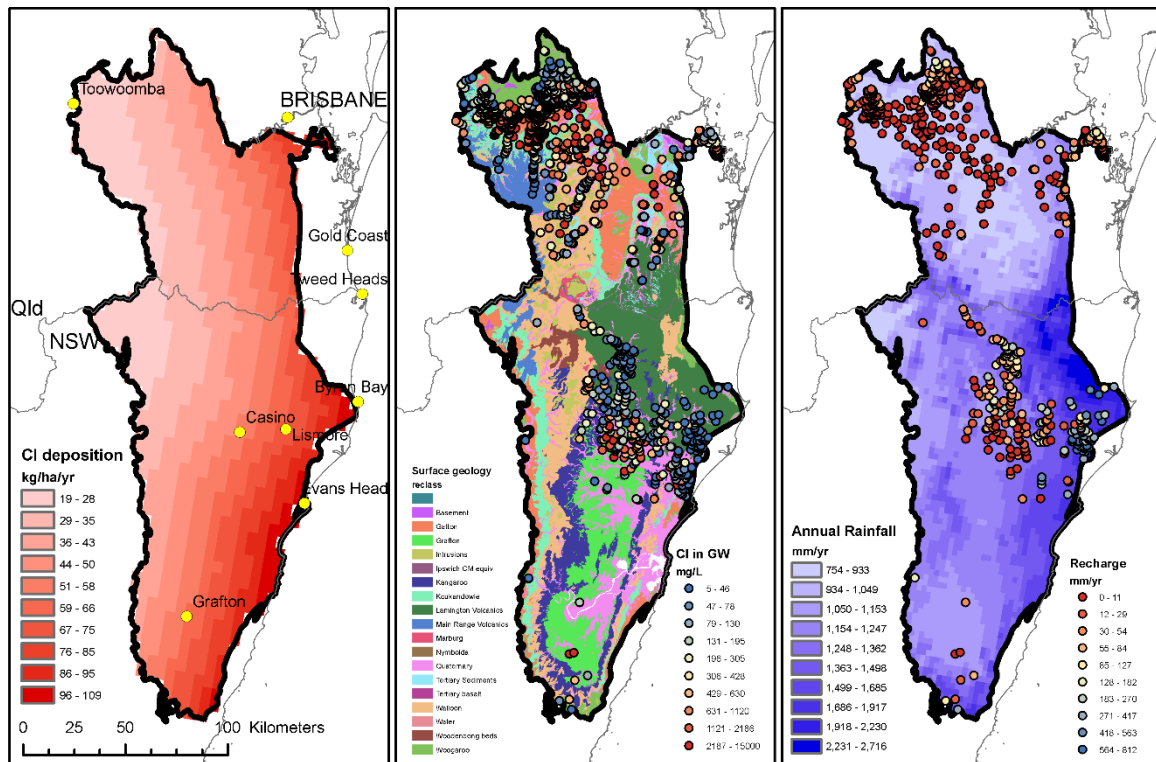 Toowoomba
BRISBANE
Gold Coast
Tweed Heads
Qld
NSW
Byron Bay
Casino
Lismore
Evans Head
Grafton
Cl deposition
kg/ha/yr
19 - 28
29 - 35
36 - 43
44 - 50
51 - 58
59 - 66
67 - 75
76 - 85
86 - 95
96 - 109
0 25 50 100 Kilometers
Surface geology
reclass
Basement
Gatton
Grafton
Intrusions
Ipswich CM equiv
Kangaroo
Koukandowie
Lamington Volcanics
Main Range Volcanics
Marburg
Nymboida
Quaternary
Tertiary Sediments
Tertiary basalt
Walloon
Water
Woodenbong beds
Woogaroo
Cl in GW
mg/L
5 - 46
47 - 78
79 - 130
131 - 195
196 - 305
306 - 428
429 - 630
631 - 1120
1121 - 2186
2187 - 15000
Annual Rainfall
mm/yr
754 - 933
934 - 1,049
1,050 - 1,153
1,154 - 1,247
1,248 - 1,362
1,363 - 1,498
1,499 - 1,685
1,686 - 1,917
1,918 - 2,230
2,231 - 2,716
Recharge
mm/yr
0 - 11
12 - 29
30 - 54
55 - 84
85 - 127
128 - 182
183 - 270
271 - 417
418 - 563
564 - 812